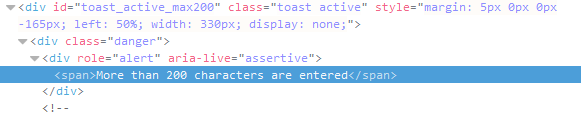 <div id="toast_active_max200" class="toast active" style="margin: 5px 0px 0px
-165px; left: 50%; width: 330px; display: none;">
<div class="danger">
<div role="alert" aria-live="assertive">
<span>More than 200 characters are entered</span>
</div>
<!--